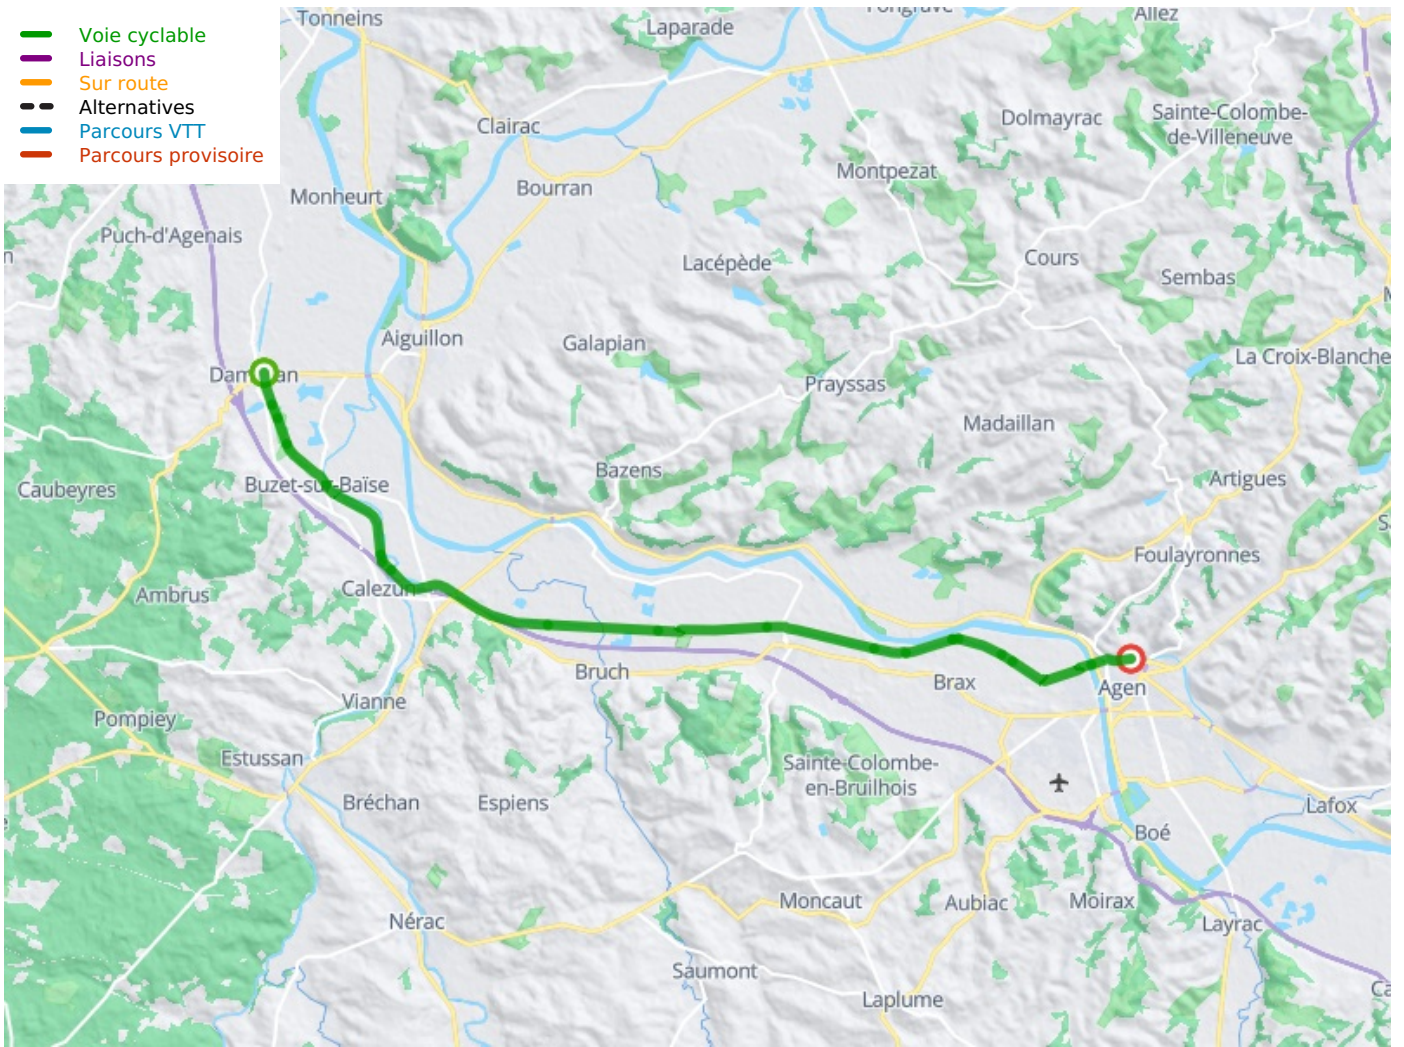 Voie cyclable
Liaisons
Sur route
Alternatives
Parcours VTT
Parcours provisoire
Tonneins
Laparade
Allez
Clairac
Dolmayrac
Sainte-Colombe-
de-Villeneuve
Montpezat
Bourran
Monheurt
Puch-d'Agenais
Lacépède
Cours
Sembas
Aiguillon
Galapian
La Croix-Blanche
Prayssas
Madaillan
Bazens
Artigues
Caubeyres
Buzet-sur-Baïse
Foulayronnes
Ambrus
Bruch
Brax
Agen
Vianne
Pompiey
Estussan
Sainte-Colombe-
en-Bruilhois
Bréchan
Espiens
Lafox
Boé
Moncaut
Aubiac
Moirax
Nérac
Layrac
Saumont
Laplume